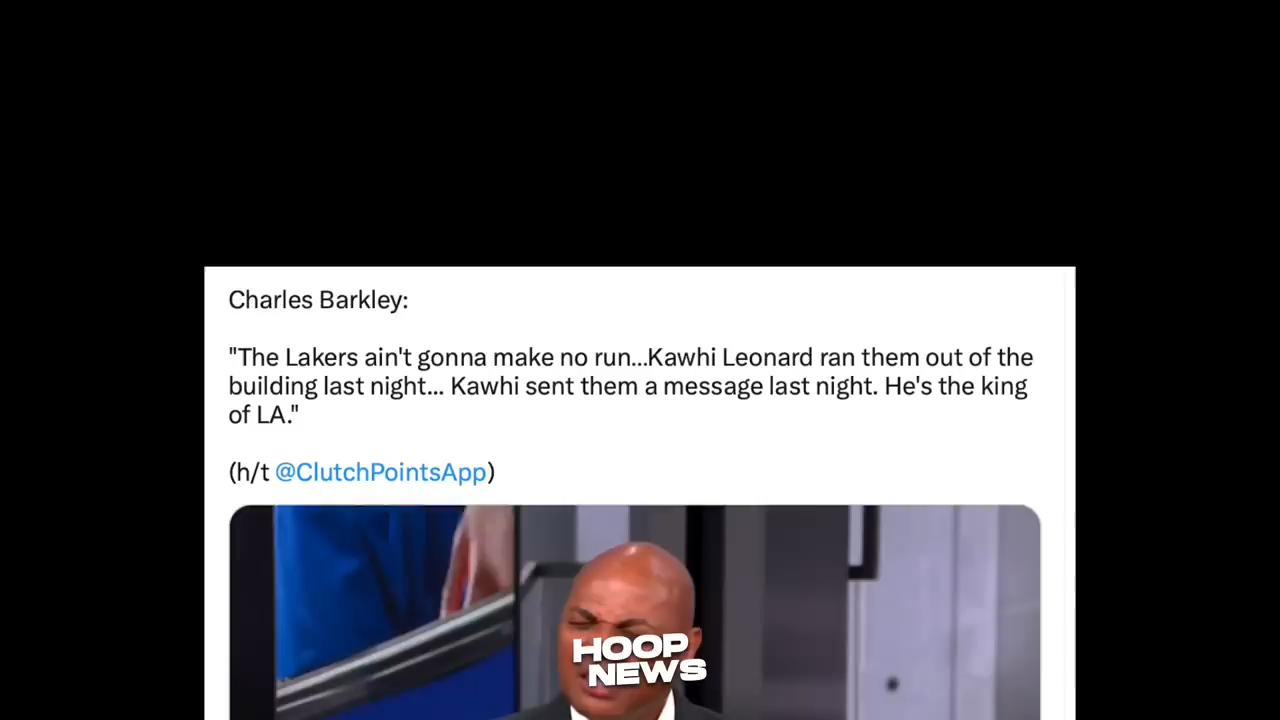 Charles Barkley:
"The Lakers ain't gonna make no run...Kawhi Leonard ran them out of the
building last night... Kawhi sent them a message last night. He's the king
of LA."
(h/t @ClutchPointsApp)
HOOP
NEWS